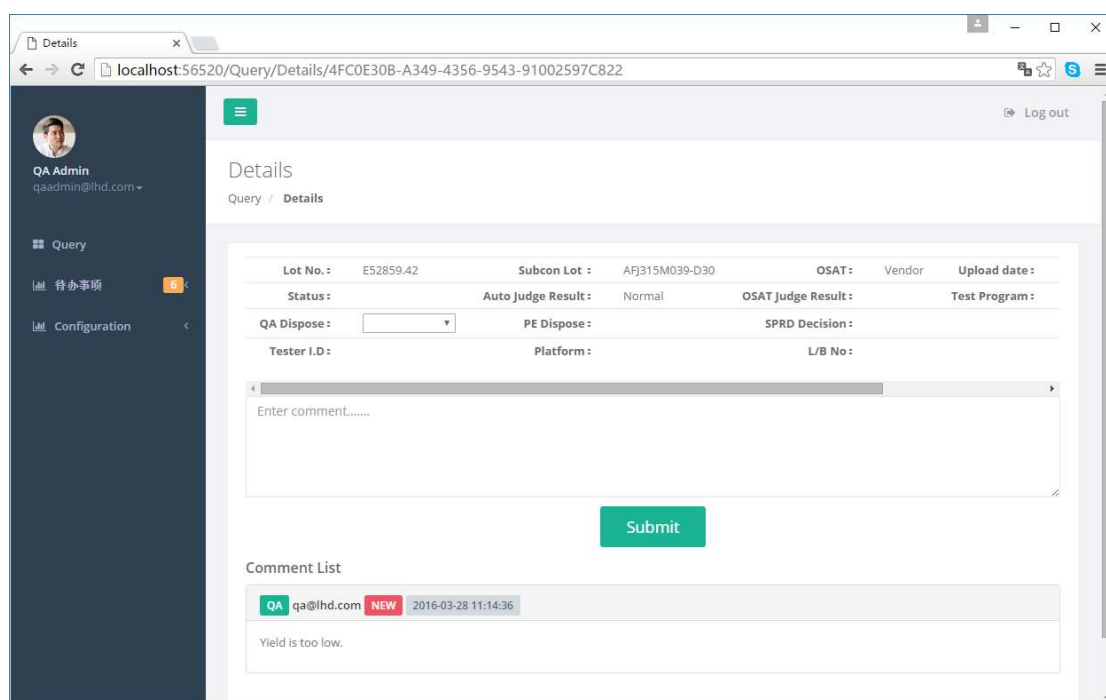 Details
localhost:56520/Query/Details/4FC0E30B-A349-4356-9543-91002597C822
Log out
QA Admin
qaadmin@lhd.com
Query
待办事项 6
Configuration
Details
Query / Details
Lot No.: E52859.42 Subcon Lot : AFJ315M039-D30 OSAT: Vendor Upload date:
Status: Auto Judge Result: Normal OSAT Judge Result: Test Program:
QA Dispose: PE Dispose: SPRD Decision:
Tester I.D: Platform: L/B No:
Enter comment.......
Submit
Comment List
QA qa@lhd.com NEW 2016-03-28 11:14:36
Yield is too low.